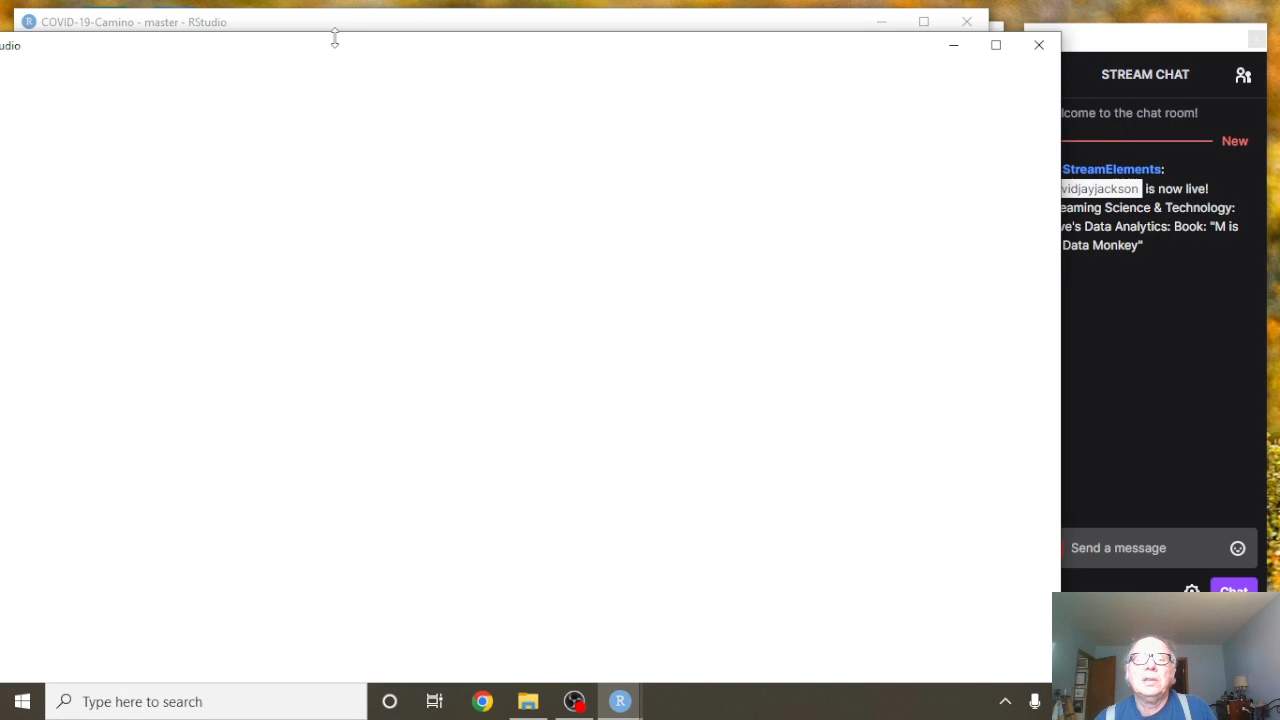 R COVID-19-Camino - master - RStudio
udio
STREAM CHAT
lcome to the chat room!
New
StreamElements:
vidjayjackson is now live!
eaming Science & Technology:
ve's Data Analytics: Book: "M is
Data Monkey"
Send a message
Chat
Type here to search
R